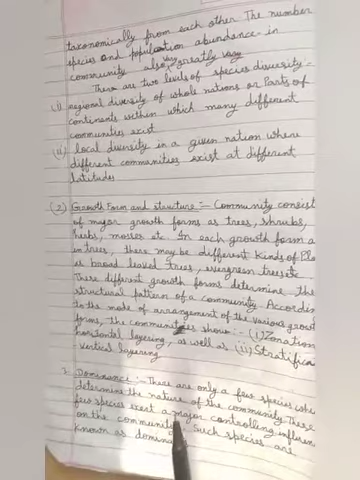 taxonomically from each other. The number
species and population abundance in
community also vary greatly
There are two levels of species diversity -
(i) regional diversity of whole nations or parts of
continents within which many different
communities exist
(ii) local diversity in a given nation where
different communities exist at different
latitudes
(2) Growth Form and structure :- Community consist
of major growth forms as trees, shrubs,
herbs, mosses etc. In each growth form a
in trees, there may be different kinds of Pla
is broad leaved trees, evergreen trees etc
These different growth forms determine the
structural pattern of a community. Accordin
to the mode of arrangement of the various growt
forms, the communities shows - (i) Zonation
horizontal layering, as well as (ii) Stratifica
vertical layering
3. Dominance :- There are only a few species whi
determine the nature of the community. These
few species exert a major controlling influen
on the community. Such species are
known as domina